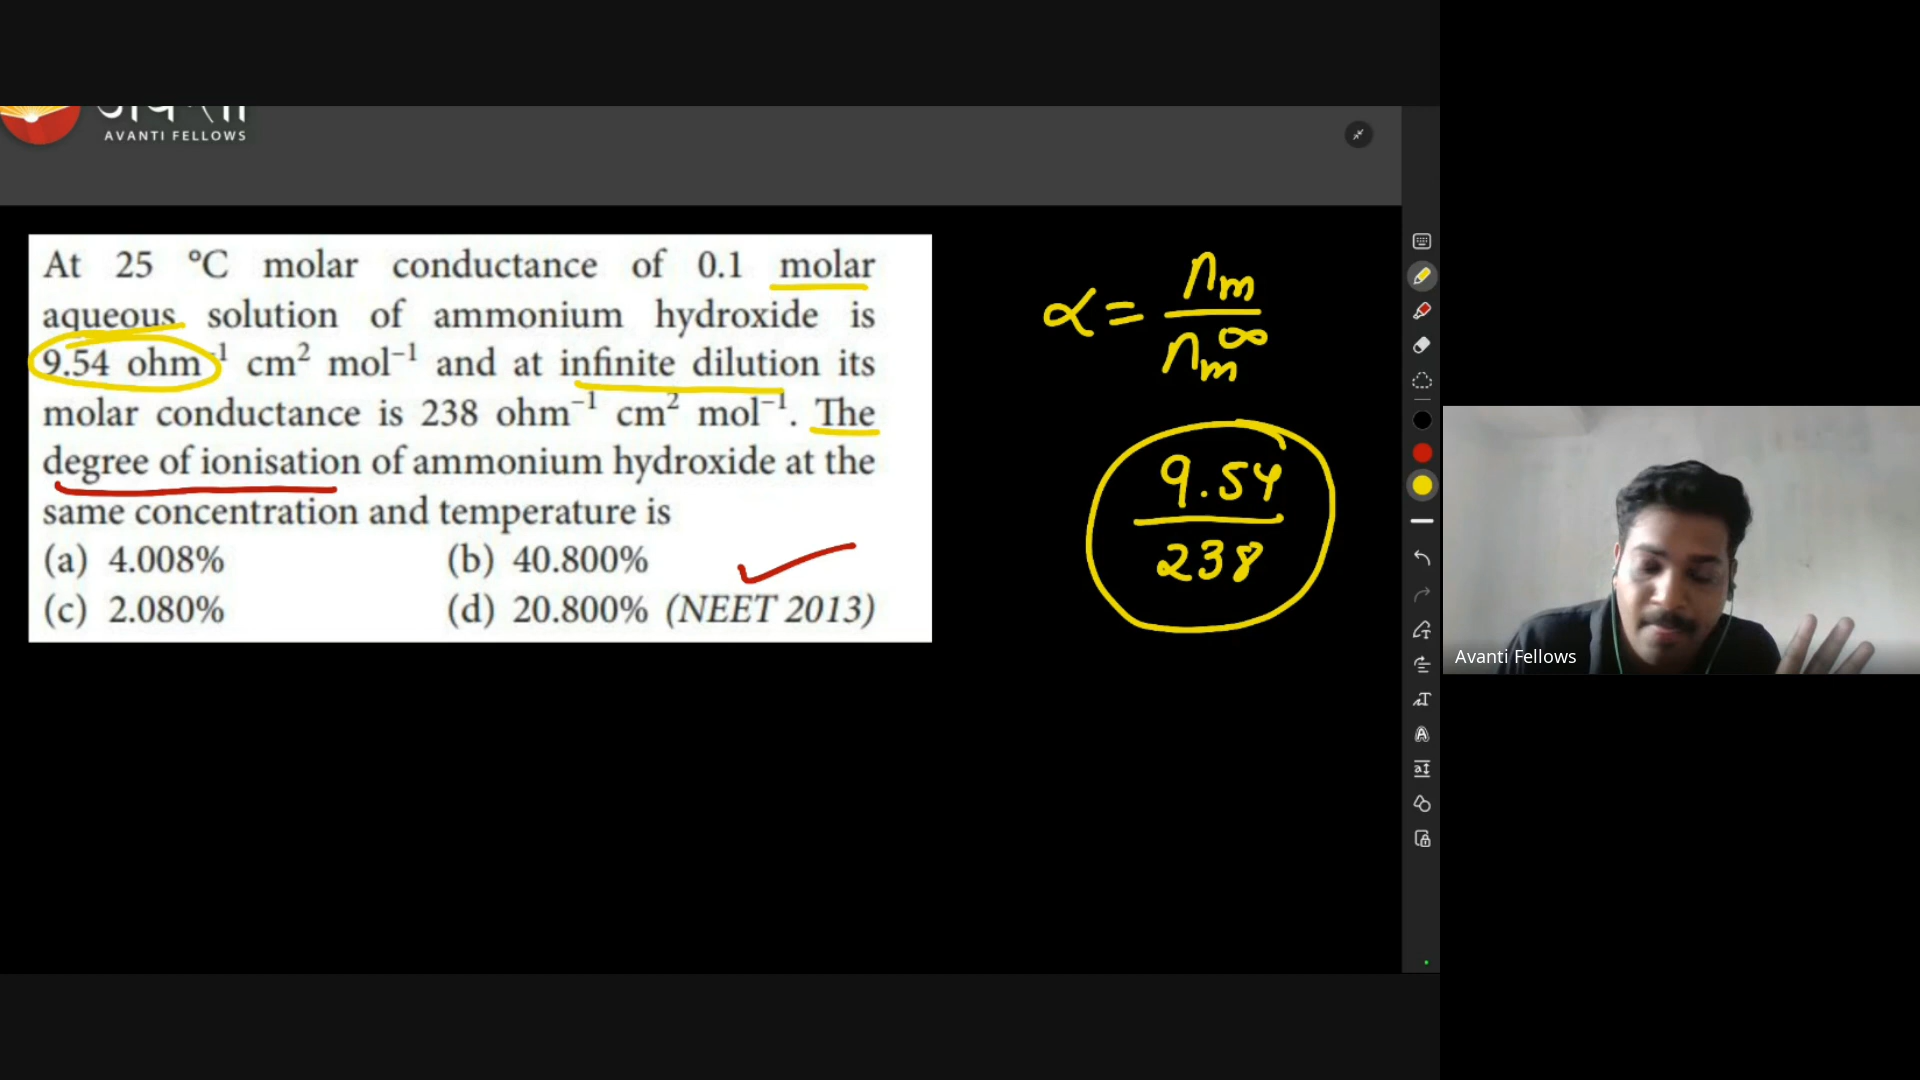 AVANTI FELLOWS
At 25 °C molar conductance of 0.1 molar
aqueous solution of ammonium hydroxide is
9.54 ohm⁻¹ cm² mol⁻¹ and at infinite dilution its
molar conductance is 238 ohm⁻¹ cm² mol⁻¹. The
degree of ionisation of ammonium hydroxide at the
same concentration and temperature is
(a) 4.008% (b) 40.800%
(c) 2.080% (d) 20.800% (NEET 2013)
α = Λm / Λm^∞
9.54 / 238
Avanti Fellows